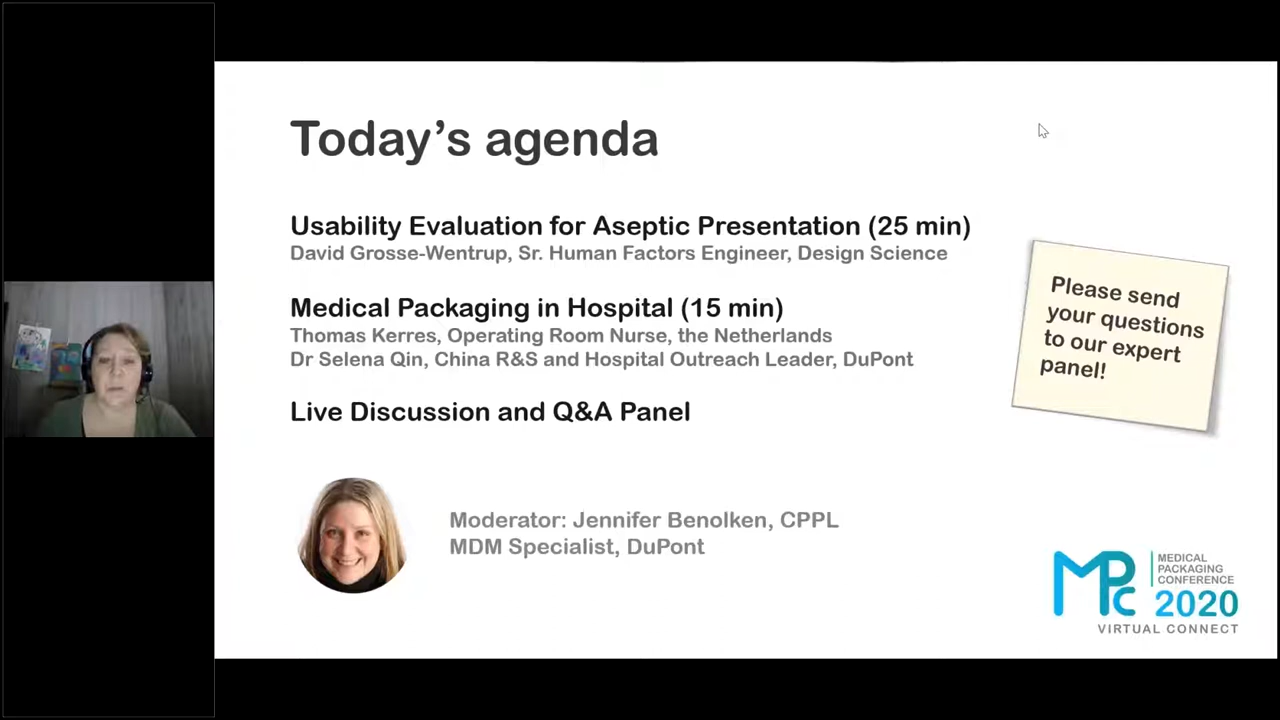 Today's agenda
Usability Evaluation for Aseptic Presentation (25 min)
David Grosse-Wentrup, Sr. Human Factors Engineer, Design Science
Medical Packaging in Hospital (15 min)
Thomas Kerres, Operating Room Nurse, the Netherlands
Dr Selena Qin, China R&S and Hospital Outreach Leader, DuPont
Live Discussion and Q&A Panel
Please send
your questions
to our expert
panel!
Moderator: Jennifer Benolken, CPPL
MDM Specialist, DuPont
MPC
MEDICAL
PACKAGING
CONFERENCE
2020
VIRTUAL CONNECT